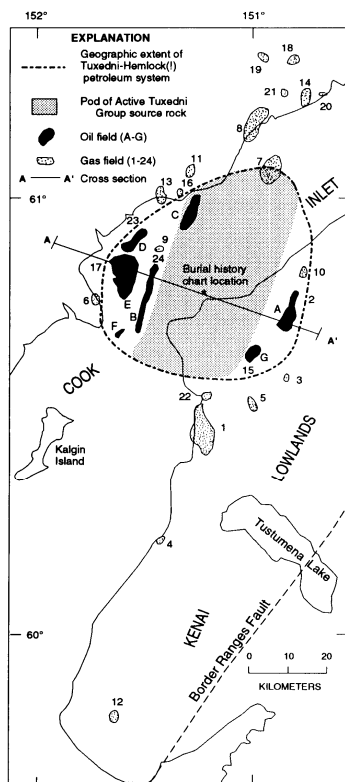 152°
151°
EXPLANATION
Geographic extent of
Tuxedni-Hemlock(!)
petroleum system
Pod of Active Tuxedni
Group source rock
Oil field (A-G)
Gas field (1-24)
A A' Cross section
18
19
21
14
20
8
7
INLET
11
13
16
61°
C
23
A
D
9
17
24
Burial history
chart location
10
6
E
2
A
B
F
G
A'
15
3
COOK
22
5
1
Kalgin
Island
LOWLANDS
Tustumena Lake
4
KENAI
Border Ranges Fault
60°
0 10 20
KILOMETERS
12